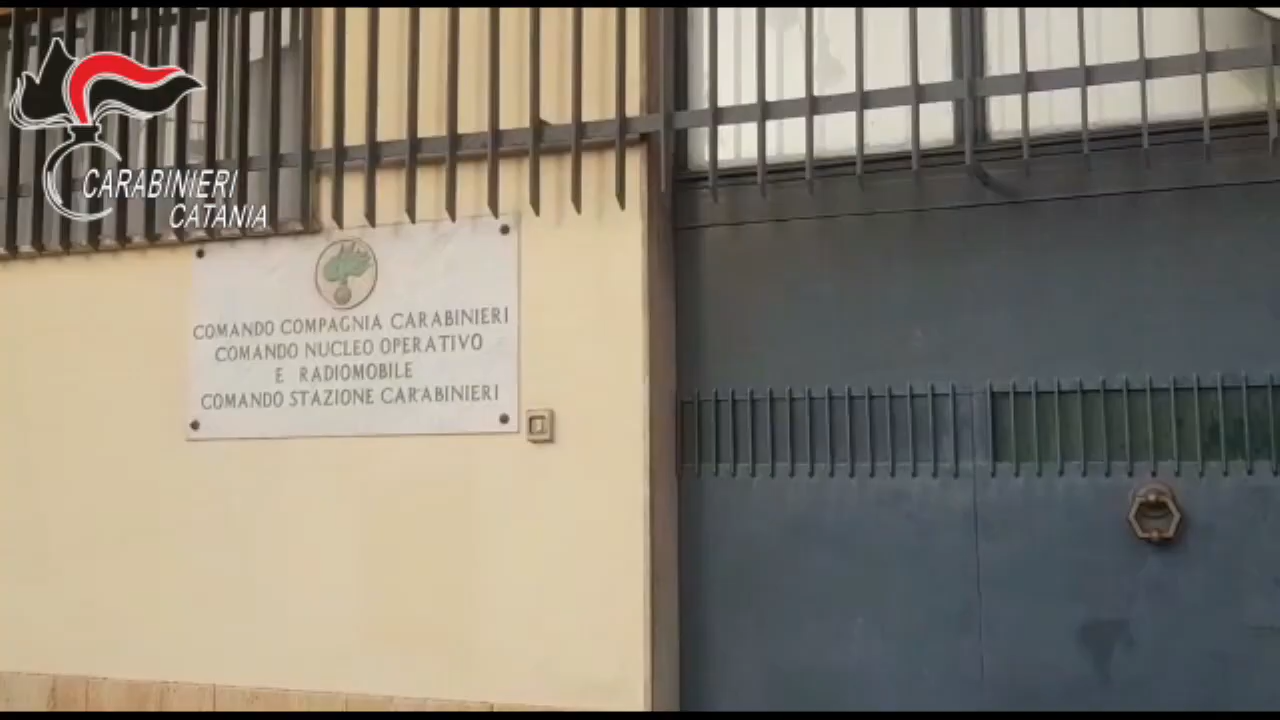 CARABINIERI
CATANIA
COMANDO COMPAGNIA CARABINIERI
COMANDO NUCLEO OPERATIVO
E RADIOMOBILE
COMANDO STAZIONE CARABINIERI